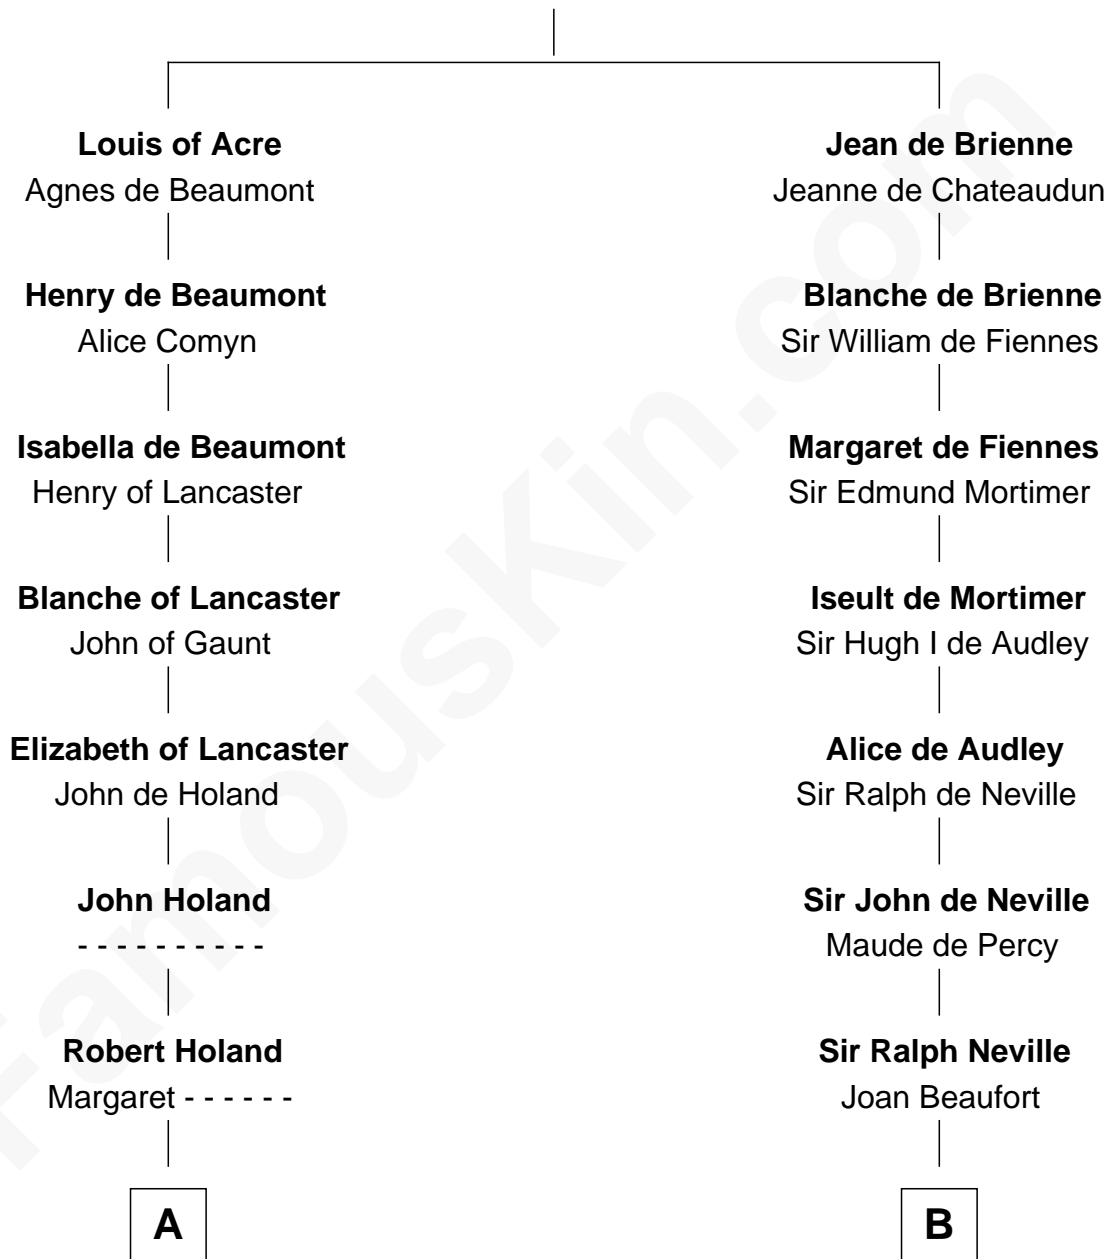 Louis of Acre
Agnes de Beaumont
Henry de Beaumont
Alice Comyn
Isabella de Beaumont
Henry of Lancaster
Blanche of Lancaster
John of Gaunt
Elizabeth of Lancaster
John de Holand
John Holand
- - - - - - - - - -
Robert Holand
Margaret - - - - - -
A
Jean de Brienne
Jeanne de Chateaudun
Blanche de Brienne
Sir William de Fiennes
Margaret de Fiennes
Sir Edmund Mortimer
Iseult de Mortimer
Sir Hugh I de Audley
Alice de Audley
Sir Ralph de Neville
Sir John de Neville
Maude de Percy
Sir Ralph Neville
Joan Beaufort
B
FamousKin.com